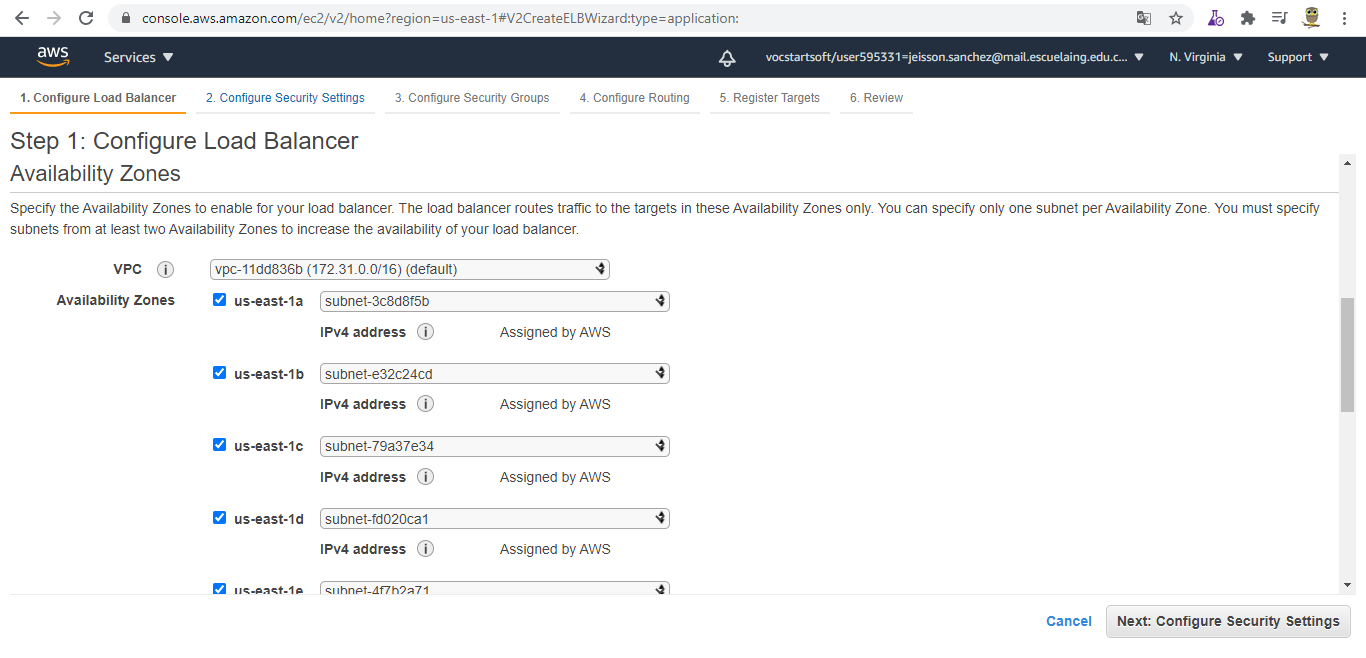 console.aws.amazon.com/ec2/v2/home?region=us-east-1#V2CreateELBWizard:type=application:
aws Services vocstartsoft/user595331=jeisson.sanchez@mail.escuelaing.edu.c... N. Virginia Support
1. Configure Load Balancer 2. Configure Security Settings 3. Configure Security Groups 4. Configure Routing 5. Register Targets 6. Review
Step 1: Configure Load Balancer
Availability Zones
Specify the Availability Zones to enable for your load balancer. The load balancer routes traffic to the targets in these Availability Zones only. You can specify only one subnet per Availability Zone. You must specify
subnets from at least two Availability Zones to increase the availability of your load balancer.
VPC i vpc-11dd836b (172.31.0.0/16) (default)
Availability Zones us-east-1a subnet-3c8d8f5b
IPv4 address i Assigned by AWS
us-east-1b subnet-e32c24cd
IPv4 address i Assigned by AWS
us-east-1c subnet-79a37e34
IPv4 address i Assigned by AWS
us-east-1d subnet-fd020ca1
IPv4 address i Assigned by AWS
us-east-1e subnet-4f7b2a71
Cancel Next: Configure Security Settings